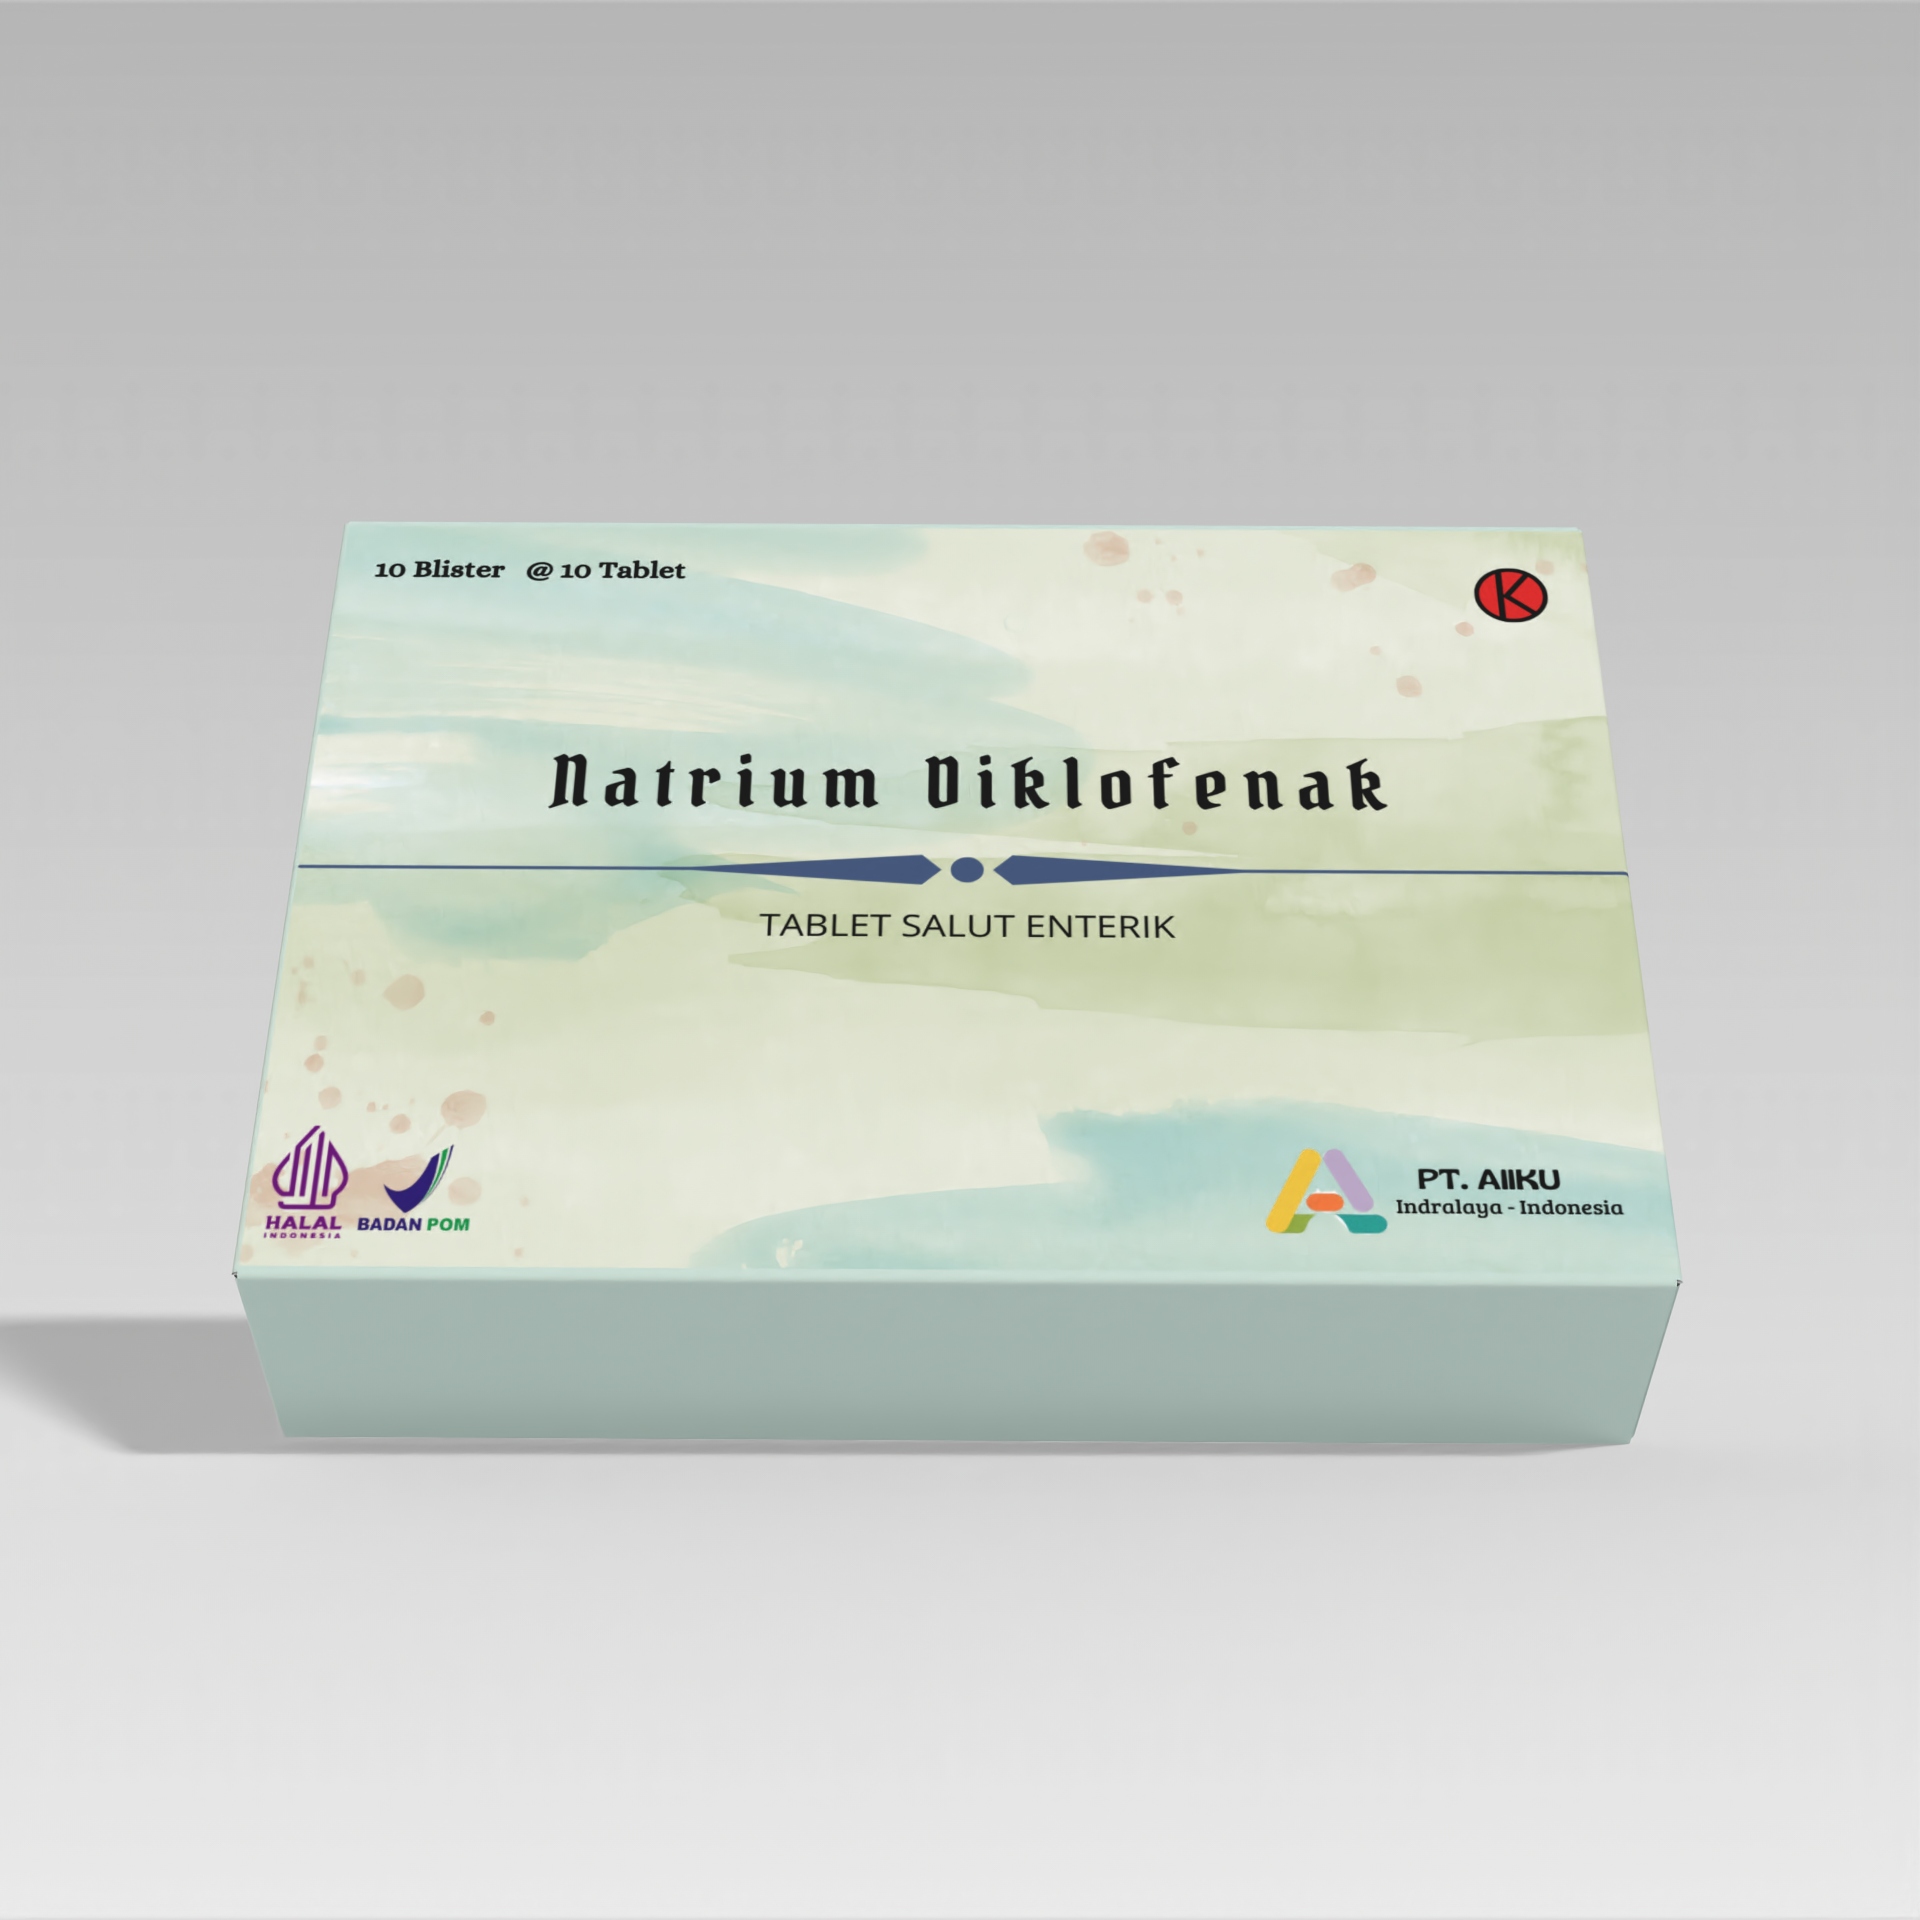 10 Blister @ 10 Tablet
K
Natrium Diklofenak
TABLET SALUT ENTERIK
HALAL
INDONESIA
BADAN POM
PT. AIIKU
Indralaya - Indonesia